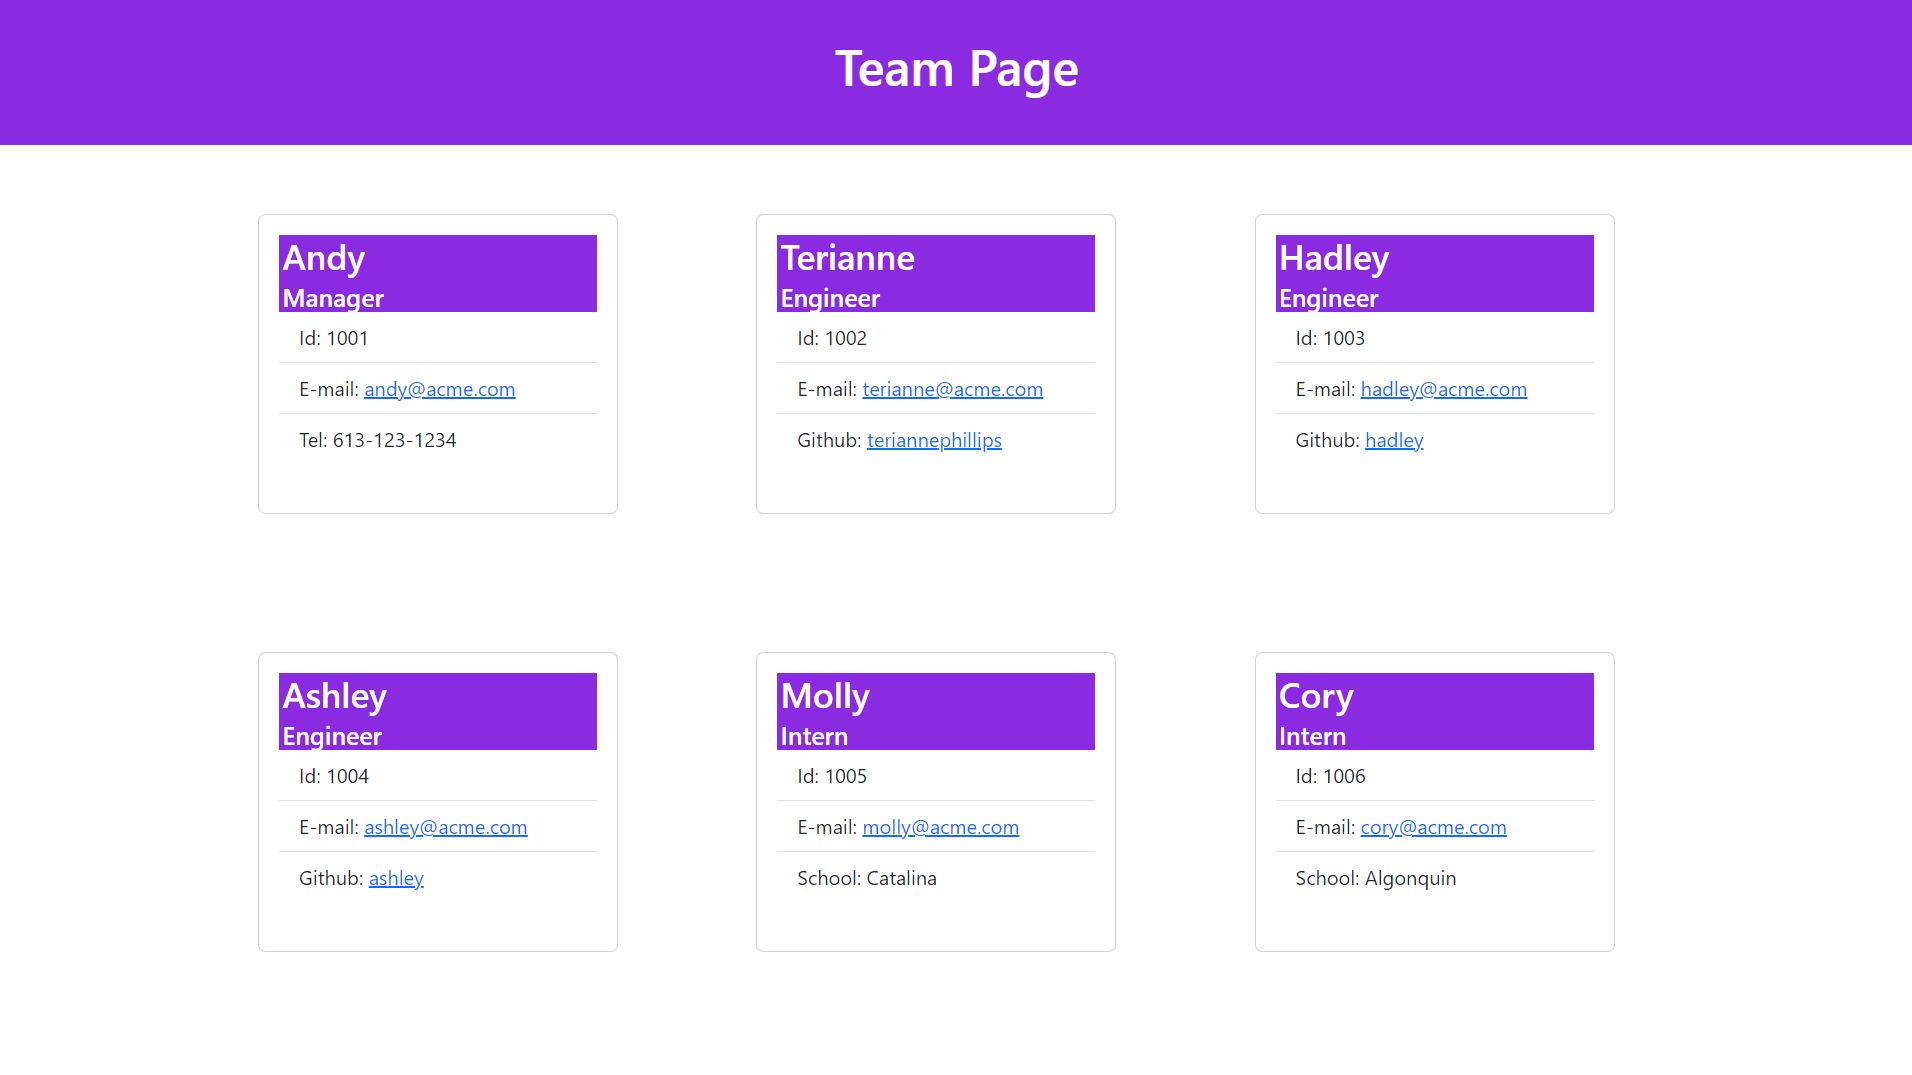 Team Page
Andy
Manager
Id: 1001
E-mail: andy@acme.com
Tel: 613-123-1234
Terianne
Engineer
Id: 1002
E-mail: terianne@acme.com
Github: teriannephillips
Hadley
Engineer
Id: 1003
E-mail: hadley@acme.com
Github: hadley
Ashley
Engineer
Id: 1004
E-mail: ashley@acme.com
Github: ashley
Molly
Intern
Id: 1005
E-mail: molly@acme.com
School: Catalina
Cory
Intern
Id: 1006
E-mail: cory@acme.com
School: Algonquin